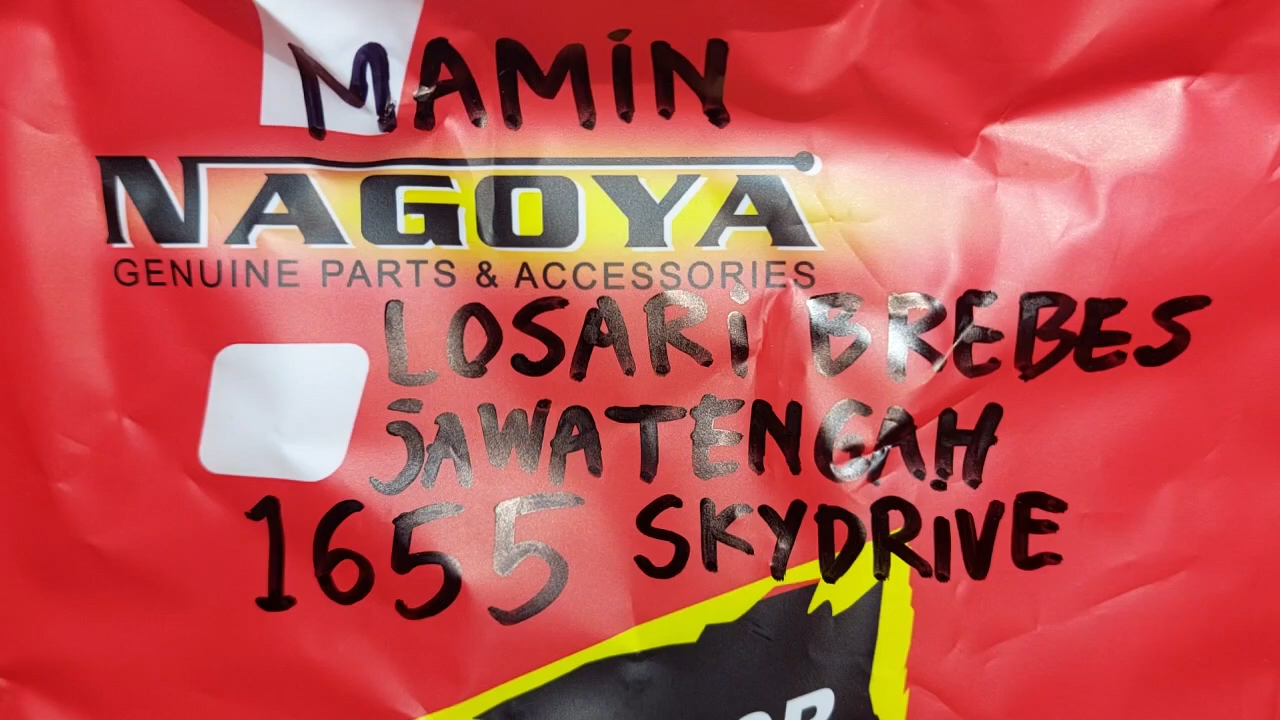 MAMiN
NAGOYA
GENUINE PARTS & ACCESSORIES
LOSARi BREBES
JAWATENGAH
1655 SKYDRiVE